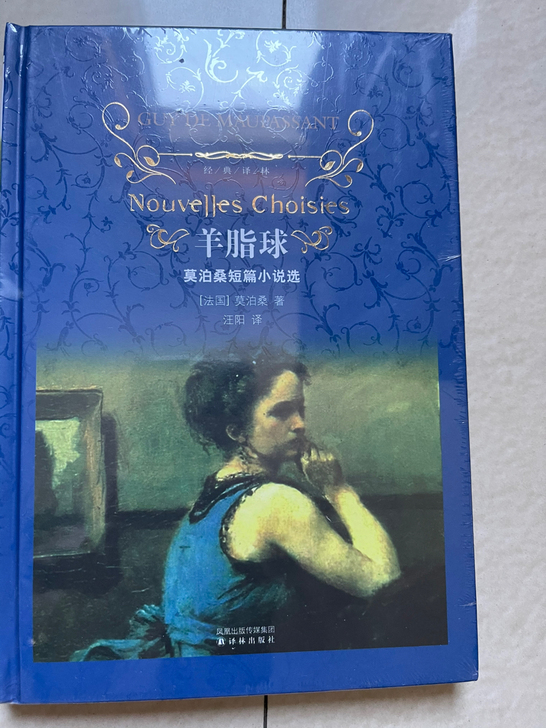 GUY DE MAUPASSANT
经/典/译/林
Nouvelles Choisies
羊脂球
莫泊桑短篇小说选
[法国] 莫泊桑 著
汪阳 译
凤凰出版传媒集团
译林出版社